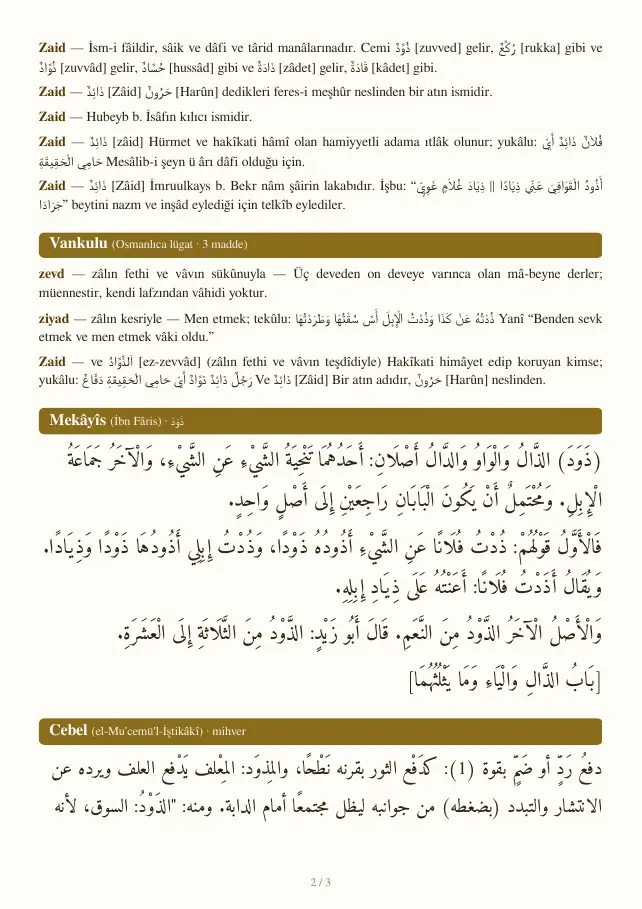 Zaid — İsm-i fâildir, sâik ve dâfi ve târid manâlarınadır. Cemi ذُوَّدٌ [zuvved] gelir, رُكَّعٌ [rukka] gibi ve
ذُوَّادٌ [zuvvâd] gelir, حُسَّادٌ [hussâd] gibi ve ذَادَةٌ [zâdet] gelir, قَادَةٌ [kâdet] gibi.
Zaid — ذَائِدٌ [Zâid] حَرُونٌ [Harûn] dedikleri feres-i meşhûr neslinden bir atın ismidir.
Zaid — Hubeyb b. İsâfın kılıcı ismidir.
Zaid — ذَائِدٌ [zâid] Hürmet ve hakîkati hâmî olan hamiyyetli adama ıtlâk olunur; yukâlu: فُلاَنٌ ذَائِدٌ أَيْ
حَامِي الْحَقِيقَةِ Mesâlib-i şeyn ü ârı dâfi olduğu için.
Zaid — ذَائِدٌ [Zâid] İmruulkays b. Bekr nâm şâirin lakabıdır. İşbu: “أَذُودُ الْقَوَافِيَ عَنِّي ذِيَادًا || ذِيَادَ غُلاَمٍ غَوِيٍّ
جَرَادَا” beytini nazm ve inşâd eylediği için telkîb eylediler.
Vankulu (Osmanlıca lügat · 3 madde)
zevd — zâlın fethi ve vâvın sükûnuyla — Üç deveden on deveye varınca olan mâ-beyne derler;
müennestir, kendi lafzından vâhidi yoktur.
ziyad — zâlın kesriyle — Men etmek; tekûlu: ذُدْتُهُ عَنْ كَذَا وَذُدْتُ الْإِبِلَ أَيْ سُقْتُهَا وَطَرَدْتُهَا Yanî “Benden sevk
etmek ve men etmek vâki oldu.”
Zaid — ve اَلذَّوَّادُ [ez-zevvâd] (zâlın fethi ve vâvın teşdîdiyle) Hakîkati himâyet edip koruyan kimse;
yukâlu: رَجُلٌ ذَائِدٌ ذَوَّادٌ أَيْ حَامِي الْحَقِيقَةِ دَفَّاعٌ Ve ذَائِدٌ [Zâid] Bir atın adıdır, حَرُونٌ [Harûn] neslinden.
Mekâyîs (İbn Fâris) · ذَوَدَ
(ذَوَدَ) الذَّالُ وَالْوَاوُ وَالدَّالُ أَصْلَانِ: أَحَدُهُمَا تَنْحِيَةُ الشَّيْءِ عَنِ الشَّيْءِ، وَالْآخَرُ جَمَاعَةُ
الْإِبِلِ. وَمُحْتَمِلٌ أَنْ يَكُونَ الْبَابَانِ رَاجِعَيْنِ إِلَى أَصْلٍ وَاحِدٍ.
فَالْأَوَّلُ قَوْلُهُمْ: ذُدْتُ فُلَانًا عَنِ الشَّيْءِ أَذُودُهُ ذَوْدًا، وَذُدْتُ إِبِلِي أَذُودُهَا ذَوْدًا وَذِيَادًا.
وَيُقَالُ أَذَدْتُ فُلَانًا: أَعَنْتُهُ عَلَى ذِيَادِ إِبِلِهِ.
وَالْأَصْلُ الْآخَرُ الذَّوْدُ مِنَ النَّعَمِ. قَالَ أَبُو زَيْدٍ: الذَّوْدُ مِنَ الثَّلَاثَةِ إِلَى الْعَشَرَةِ.
[بَابُ الذَّالِ وَالْيَاءِ وَمَا يَثْلُثُهُمَا]
Cebel (el-Mu'cemü'l-İştikâkî) · mihver
دفعُ رَدٍّ أو ضَمٍّ بقوة (1): كدَفْع الثور بقرنه نَطْحًا، والمِذوَد: المِعْلف يَدْفع العلف ويرده عن
الانتشار والتبدد (بضغطه) من جوانبه ليظل مجتمعًا أمام الدابة. ومنه: "الذَوْدُ: السوق، لأنه
2 / 3